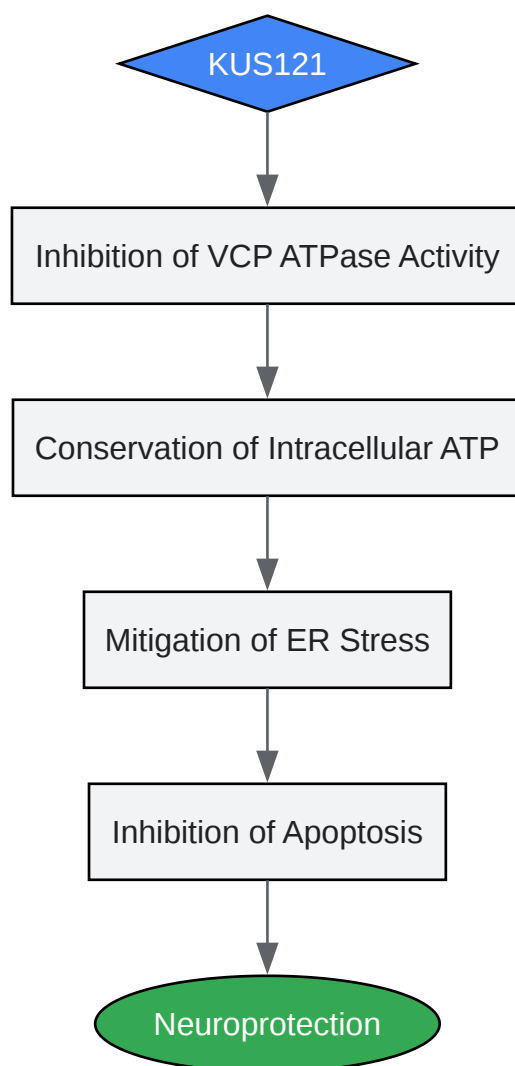 KUS121
Inhibition of VCP ATPase Activity
Conservation of Intracellular ATP
Mitigation of ER Stress
Inhibition of Apoptosis
Neuroprotection